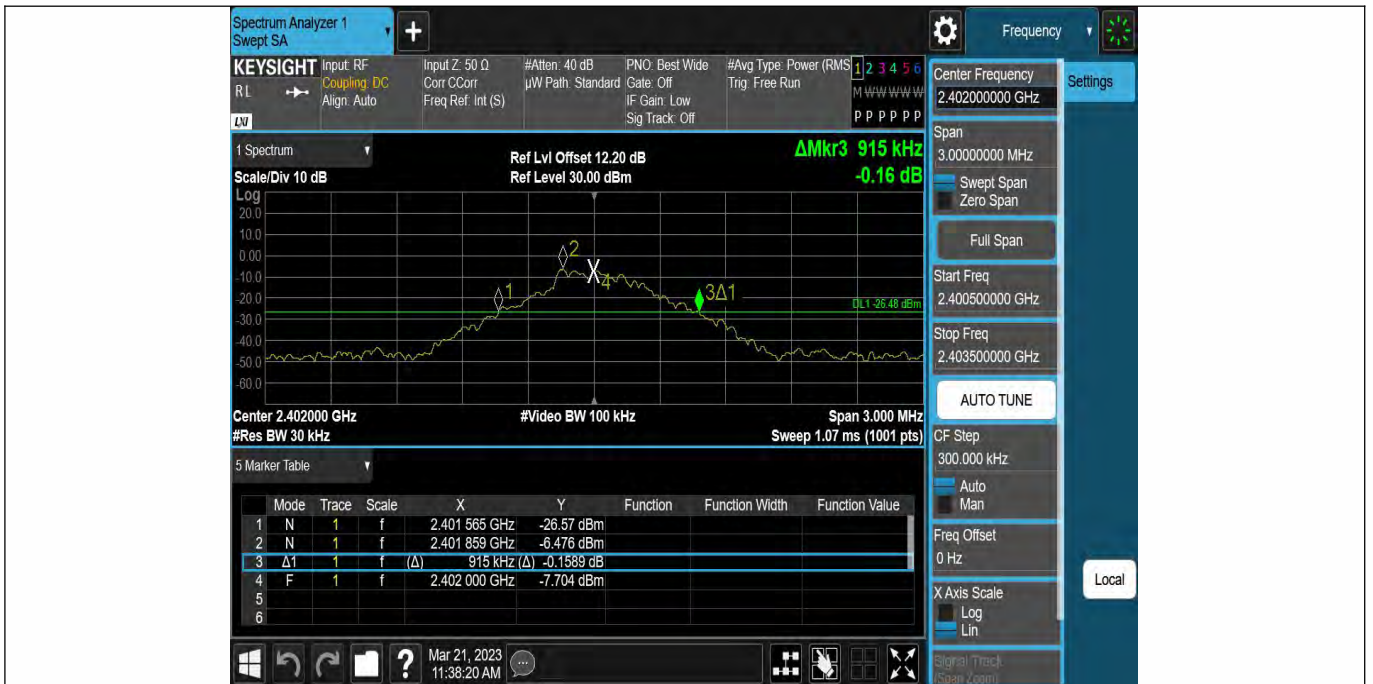 Spectrum Analyzer 1
Swept SA
Frequency
KEYSIGHT
RL
LXI
Input: RF
Coupling: DC
Align: Auto
Input Z: 50 Ω
Corr CCorr
Freq Ref: Int (S)
#Atten: 40 dB
µW Path: Standard
PNO: Best Wide
Gate: Off
IF Gain: Low
Sig Track: Off
#Avg Type: Power (RMS
Trig: Free Run
1 2 3 4 5 6
M W W W W W
P P P P P P
1 Spectrum
Scale/Div 10 dB
Ref Lvl Offset 12.20 dB
Ref Level 30.00 dBm
ΔMkr3 915 kHz
-0.16 dB
Log
20.0
10.0
0.00
-10.0
-20.0
-30.0
-40.0
-50.0
-60.0
1
2
4
3Δ1
DL1 -26.48 dBm
Center 2.402000 GHz
#Video BW 100 kHz
Span 3.000 MHz
#Res BW 30 kHz
Sweep 1.07 ms (1001 pts)
5 Marker Table
Mode Trace Scale X Y Function Function Width Function Value
1 N 1 f 2.401 565 GHz -26.57 dBm
2 N 1 f 2.401 859 GHz -6.476 dBm
3 Δ1 1 f (Δ) 915 kHz (Δ) -0.1589 dB
4 F 1 f 2.402 000 GHz -7.704 dBm
5
6
Mar 21, 2023
11:38:20 AM
Center Frequency
2.402000000 GHz
Span
3.00000000 MHz
Swept Span
Zero Span
Full Span
Start Freq
2.400500000 GHz
Stop Freq
2.403500000 GHz
AUTO TUNE
CF Step
300.000 kHz
Auto
Man
Freq Offset
0 Hz
X Axis Scale
Log
Lin
Signal Track
(Span Zoom)
Settings
Local